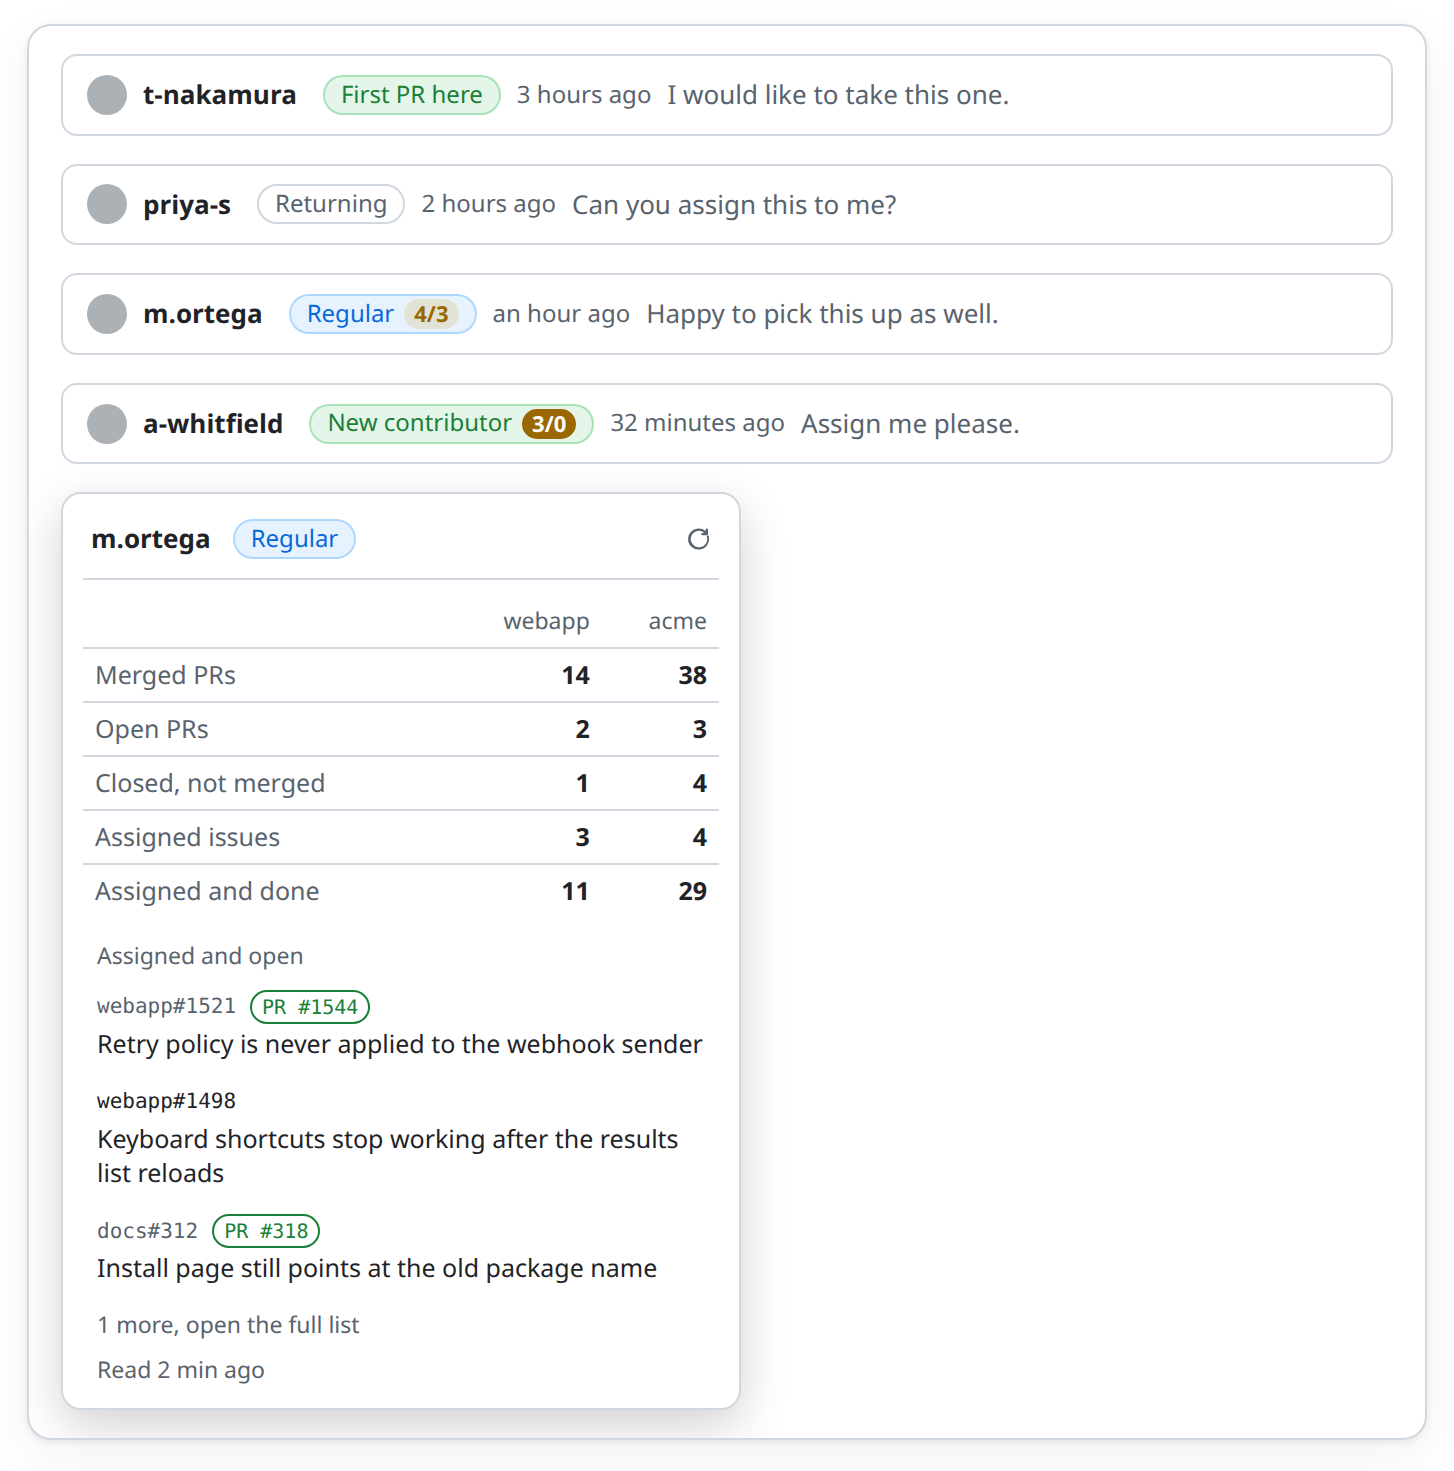 t-nakamura First PR here 3 hours ago I would like to take this one.
priya-s Returning 2 hours ago Can you assign this to me?
m.ortega Regular 4/3 an hour ago Happy to pick this up as well.
a-whitfield New contributor 3/0 32 minutes ago Assign me please.
m.ortega Regular
webapp acme
Merged PRs 14 38
Open PRs 2 3
Closed, not merged 1 4
Assigned issues 3 4
Assigned and done 11 29
Assigned and open
webapp#1521 PR #1544
Retry policy is never applied to the webhook sender
webapp#1498
Keyboard shortcuts stop working after the results
list reloads
docs#312 PR #318
Install page still points at the old package name
1 more, open the full list
Read 2 min ago